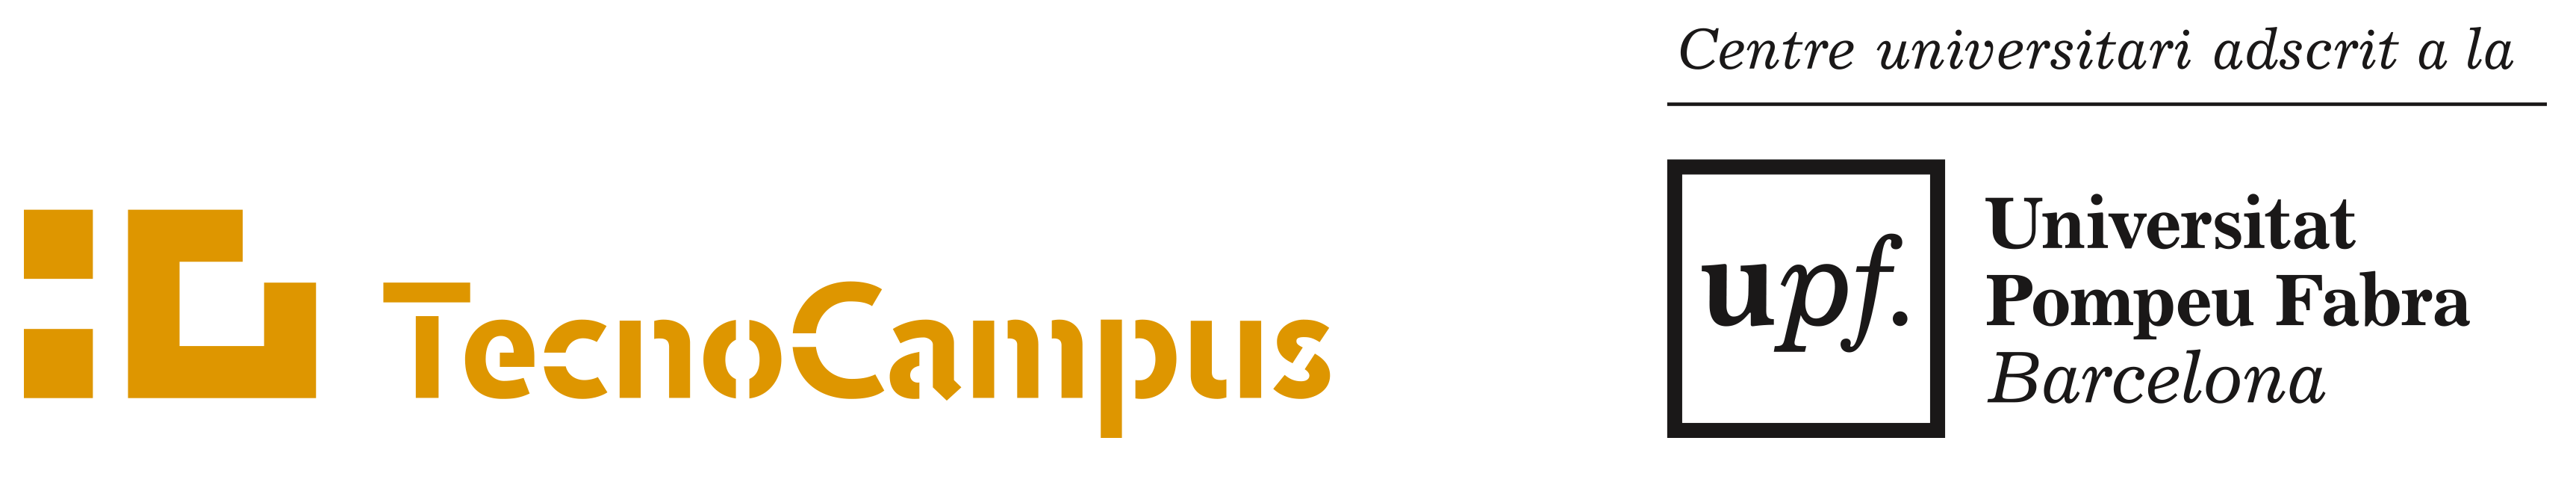 TecnoCampus
Centre universitari adscrit a la
upf.
Universitat
Pompeu Fabra
Barcelona